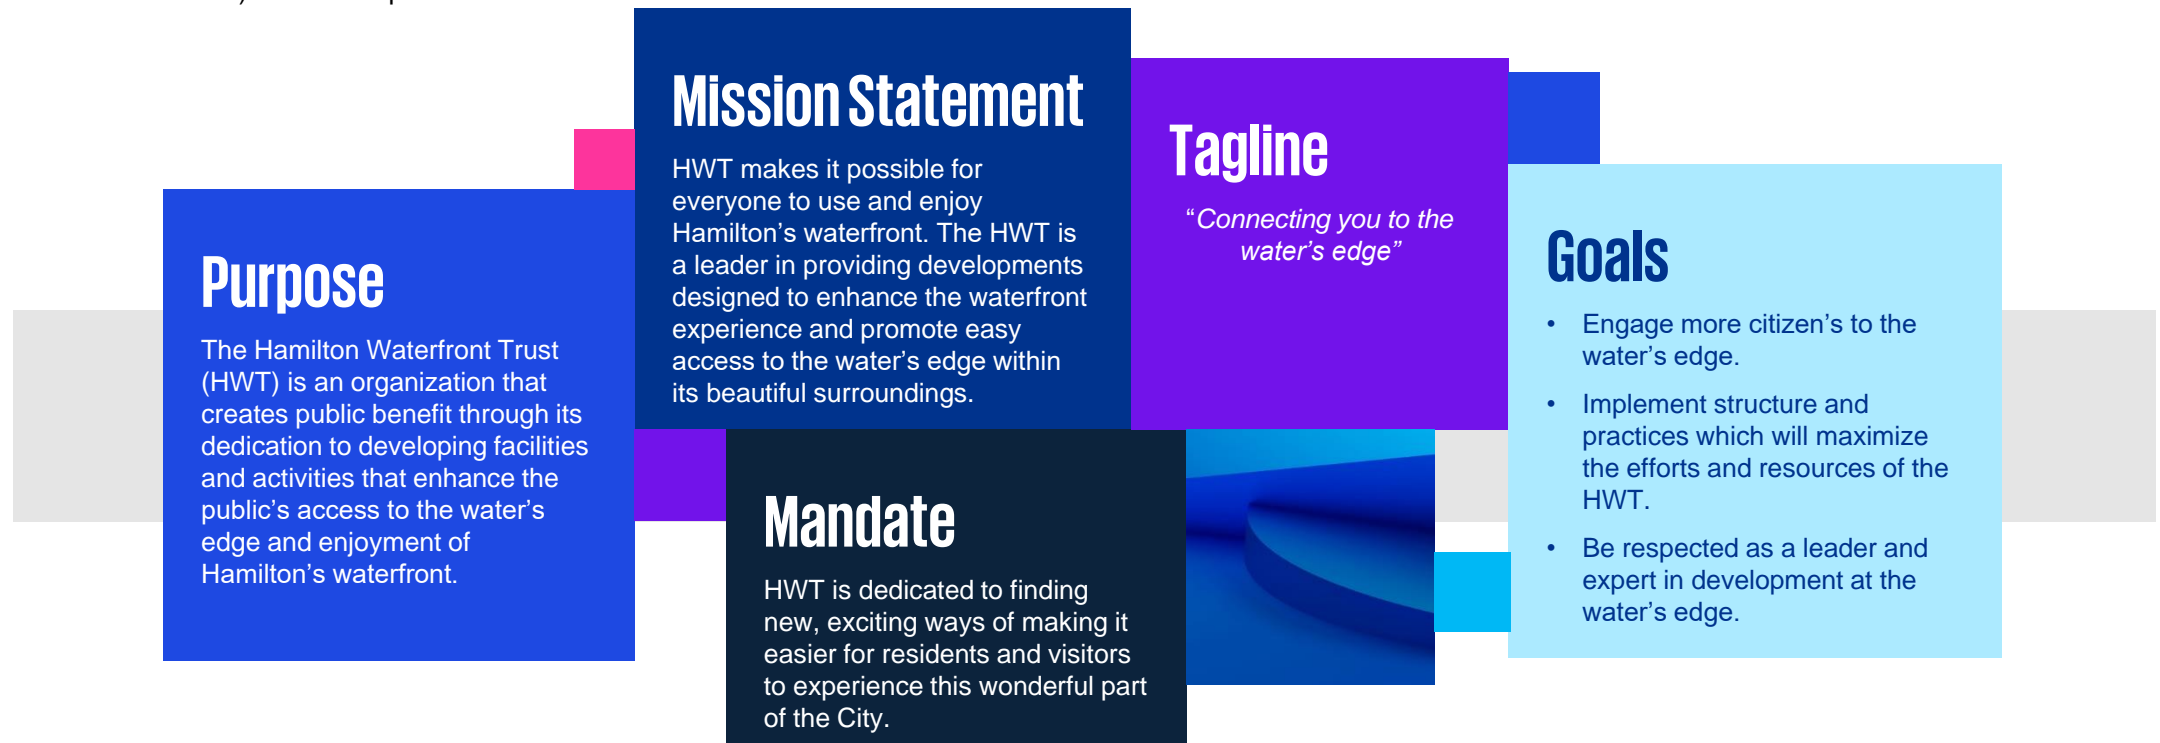 Purpose
The Hamilton Waterfront Trust
(HWT) is an organization that
creates public benefit through its
dedication to developing facilities
and activities that enhance the
public’s access to the water’s
edge and enjoyment of
Hamilton’s waterfront.
Mission Statement
HWT makes it possible for
everyone to use and enjoy
Hamilton’s waterfront. The HWT is
a leader in providing developments
designed to enhance the waterfront
experience and promote easy
access to the water’s edge within
its beautiful surroundings.
Mandate
HWT is dedicated to finding
new, exciting ways of making it
easier for residents and visitors
to experience this wonderful part
of the City.
Tagline
“Connecting you to the
water’s edge”
Goals
• Engage more citizen’s to the
water’s edge.
• Implement structure and
practices which will maximize
the efforts and resources of the
HWT.
• Be respected as a leader and
expert in development at the
water’s edge.